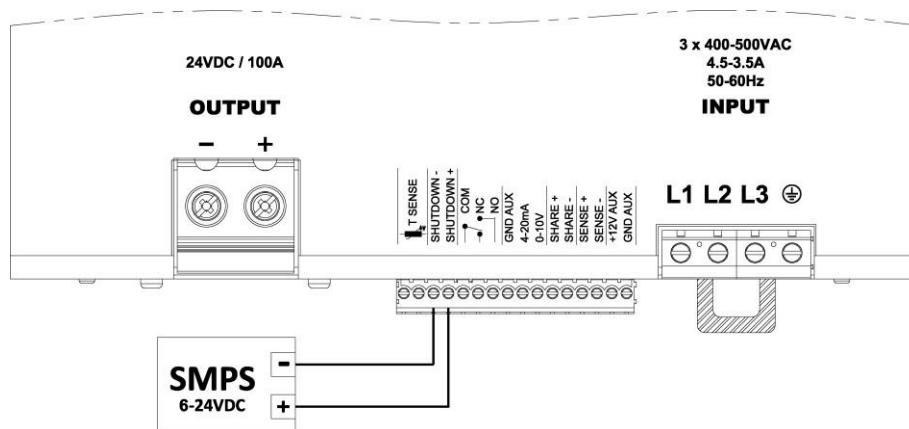 24VDC / 100A
OUTPUT
- +
3 x 400-500VAC
4.5-3.5A
50-60Hz
INPUT
T SENSE
SHUTDOWN -
SHUTDOWN +
COM
NC
NO
GND AUX
4-20mA
0-10V
SHARE +
SHARE -
SENSE +
SENSE -
+12V AUX
GND AUX
L1 L2 L3
SMPS
6-24VDC
-
+